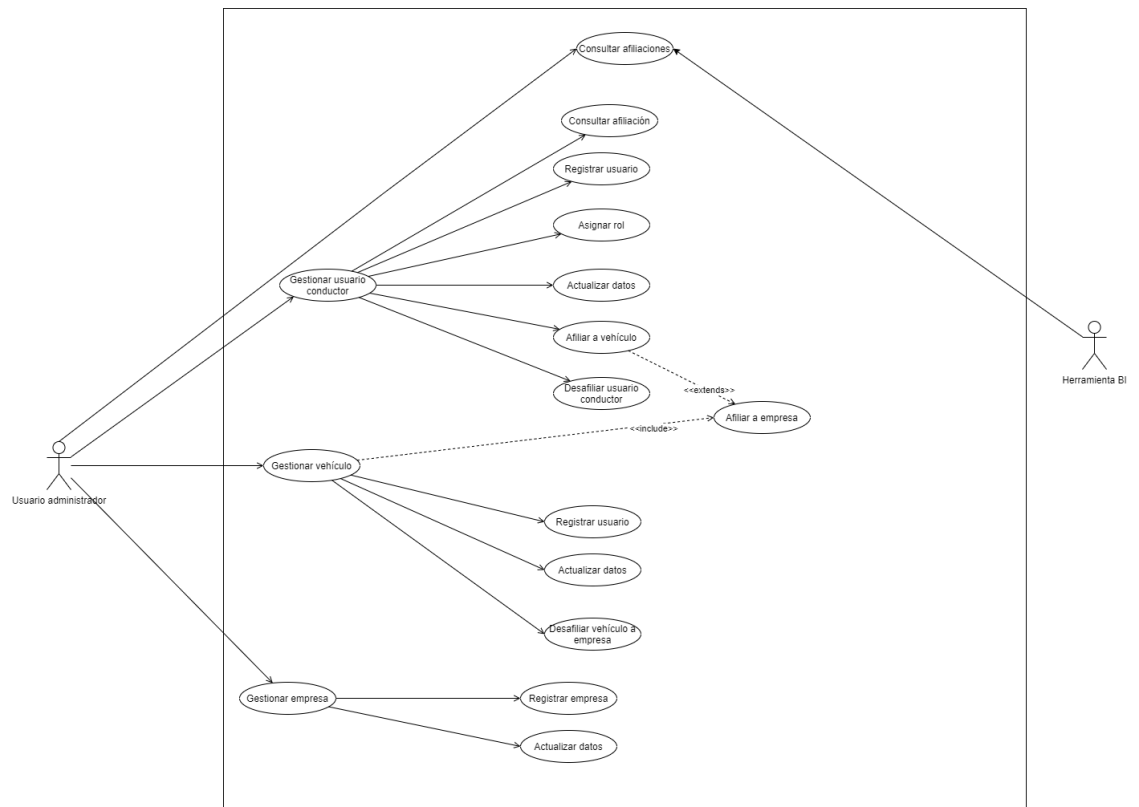 Consultar afiliaciones
Consultar afiliaciòn
Registrar usuario
Asignar rol
Gestionar usuario
conductor
Actualizar datos
Afiliar a vehículo
Desafiliar usuario
conductor
<<extends>>
Herramienta BI
Afiliar a empresa
<<include>>
Gestionar vehículo
Usuario administrador
Registrar usuario
Actualizar datos
Desafiliar vehículo a
empresa
Gestionar empresa
Registrar empresa
Actualizar datos